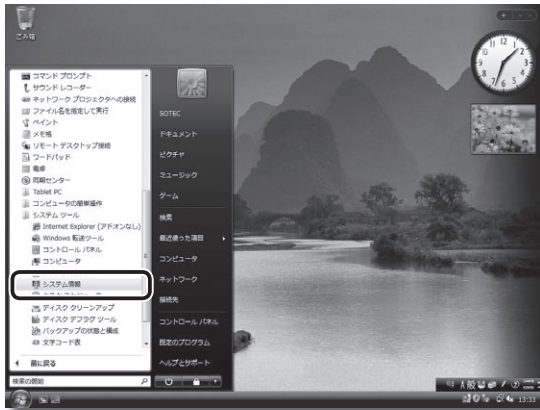 ごみ箱
コマンド プロンプト
サウンド レコーダー
ネットワーク プロジェクタへの接続
ファイル名を指定して実行
ペイント
メモ帳
リモート デスクトップ接続
ワードパッド
電卓
同期センター
Tablet PC
コンピュータの簡単操作
システム ツール
Internet Explorer (アドオンなし)
Windows 転送ツール
コントロール パネル
コンピュータ
システム情報
ディスク クリーンアップ
ディスク デフラグ ツール
バックアップの状態と構成
文字コード表
前に戻る
検索の開始
SOTEC
ドキュメント
ピクチャ
ミュージック
ゲーム
検索
最近使った項目
コンピュータ
ネットワーク
接続先
コントロール パネル
既定のプログラム
ヘルプとサポート
12
A 般
13:33